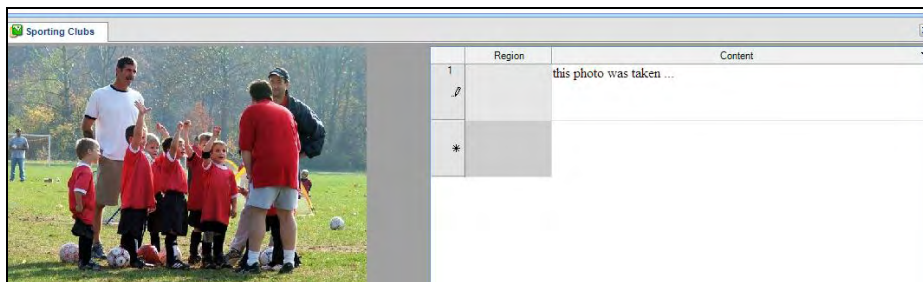 Sporting Clubs
Region Content
1 this photo was taken ...
*